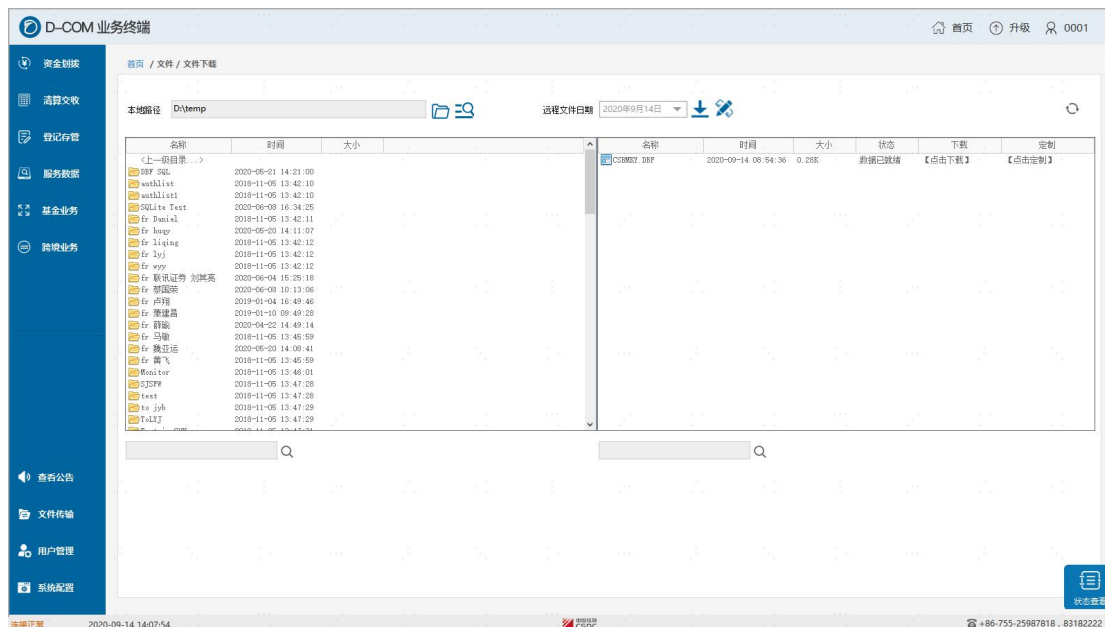 D-COM 业务终端
首页 升级 0001
资金划拨
清算交收
登记存管
服务数据
基金业务
跨境业务
查看公告
文件传输
用户管理
系统配置
首页 / 文件 / 文件下载
本地路径 D:\temp
远程文件日期 2020年9月14日
名称 时间 大小
<上一级目录...>
DBF SQL 2020-05-21 14:21:00
authlist 2018-11-05 13:42:10
authlist1 2018-11-05 13:42:10
SQLite Test 2020-06-08 16:34:25
fr Daniel 2018-11-05 13:42:11
fr huqy 2020-05-20 14:11:07
fr liqing 2018-11-05 13:42:12
fr lyj 2018-11-05 13:42:12
fr wyy 2018-11-05 13:42:12
fr 联讯证券 刘其亮 2020-06-04 15:25:18
fr 蔡国荣 2020-06-08 10:13:06
fr 卢翔 2019-01-04 16:49:46
fr 萧建昌 2019-01-10 09:49:28
fr 薛瑜 2020-04-22 14:49:14
fr 马敏 2018-11-05 13:45:59
fr 魏亚运 2020-05-20 14:08:41
fr 黄飞 2018-11-05 13:45:59
Monitor 2018-11-05 13:46:01
SJSFW 2018-11-05 13:47:28
test 2018-11-05 13:47:28
to jyb 2018-11-05 13:47:29
ToLYJ 2018-11-05 13:47:29
名称 时间 大小 状态 下载 定制
CSBMXY.DBF 2020-09-14 08:54:36 0.28K 数据已就绪 【点击下载】 【点击定制】
状态查看
连接正常 2020-09-14 14:07:54
中国结算
CSDC
+86-755-25987818 , 83182222